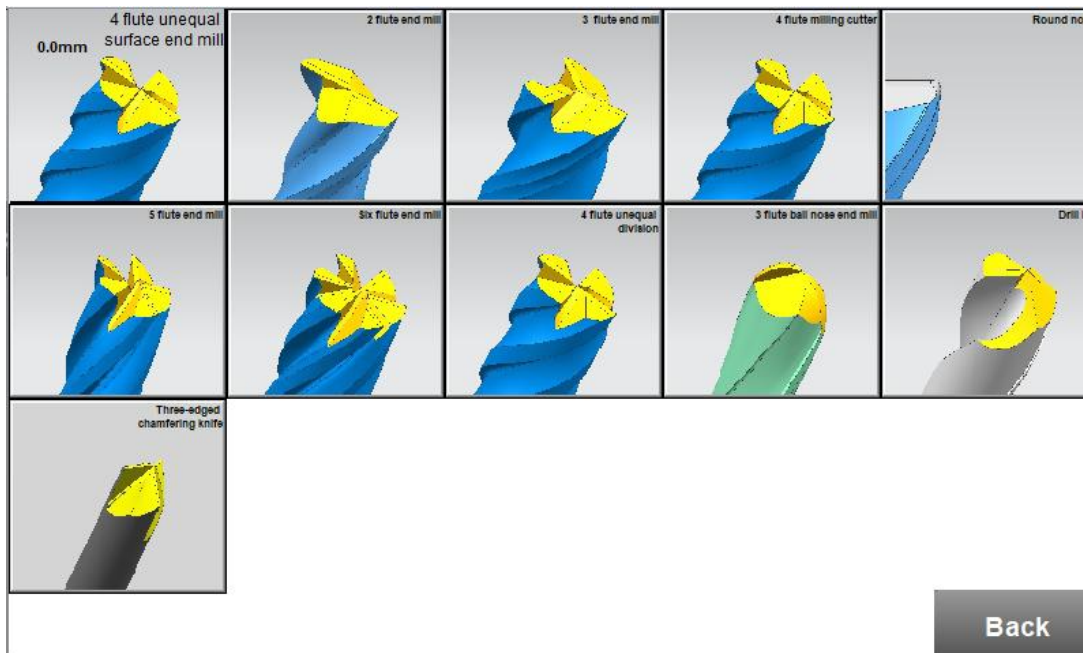 4 flute unequal
surface end mill
0.0mm
2 flute end mill
3 flute end mill
4 flute milling cutter
Round
5 flute end mill
Six flute end mill
4 flute unequal
division
3 flute ball nose end mill
Drill
Three-edged
chamfering knife
Back